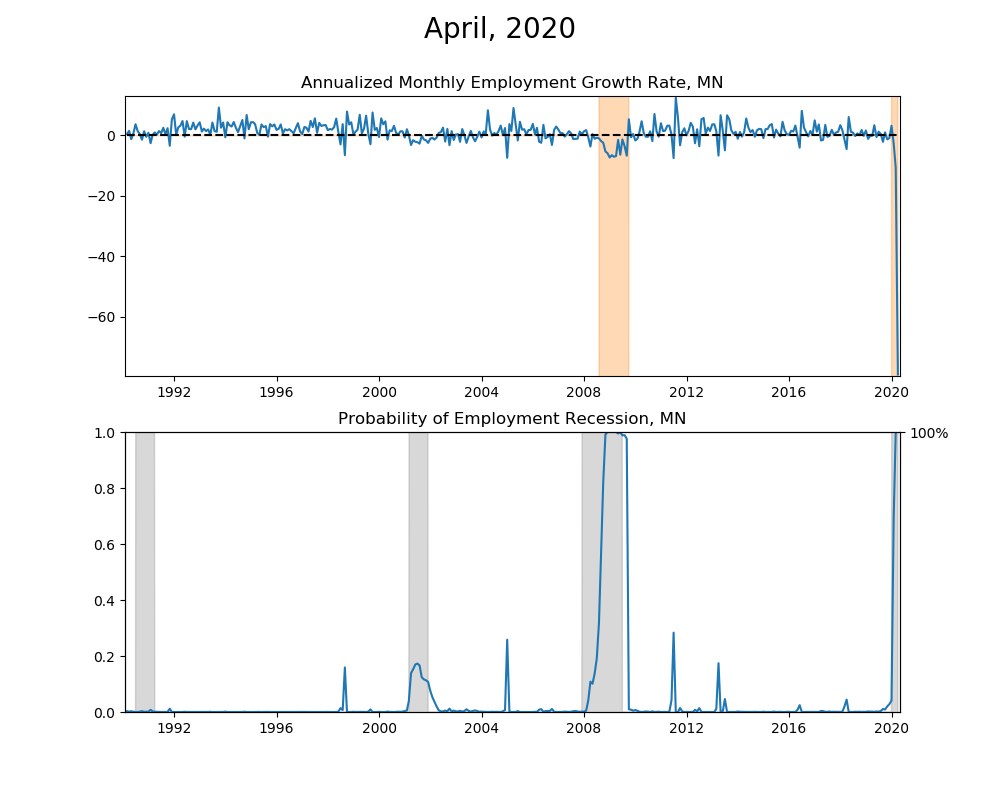 April, 2020
Annualized Monthly Employment Growth Rate, MN
0
−20
−40
−60
1992 1996 2000 2004 2008 2012 2016 2020
Probability of Employment Recession, MN
1.0 100%
0.8
0.6
0.4
0.2
0.0
1992 1996 2000 2004 2008 2012 2016 2020